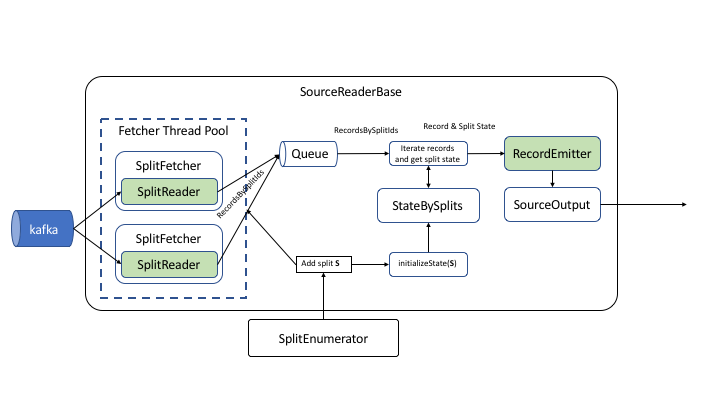 SourceReaderBase
Fetcher Thread Pool
SplitFetcher
SplitReader
SplitFetcher
SplitReader
kafka
RecordsBySplitIds
Queue
RecordsBySplitIds
Iterate records
and get split state
Record & Split State
RecordEmitter
StateBySplits
SourceOutput
Add split S
initializeState(S)
SplitEnumerator